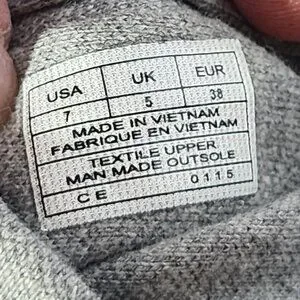 USA UK EUR
7 5 38
MADE IN VIETNAM
FABRIQUE EN VIETNAM
TEXTILE UPPER
MAN MADE OUTSOLE
CE 0115